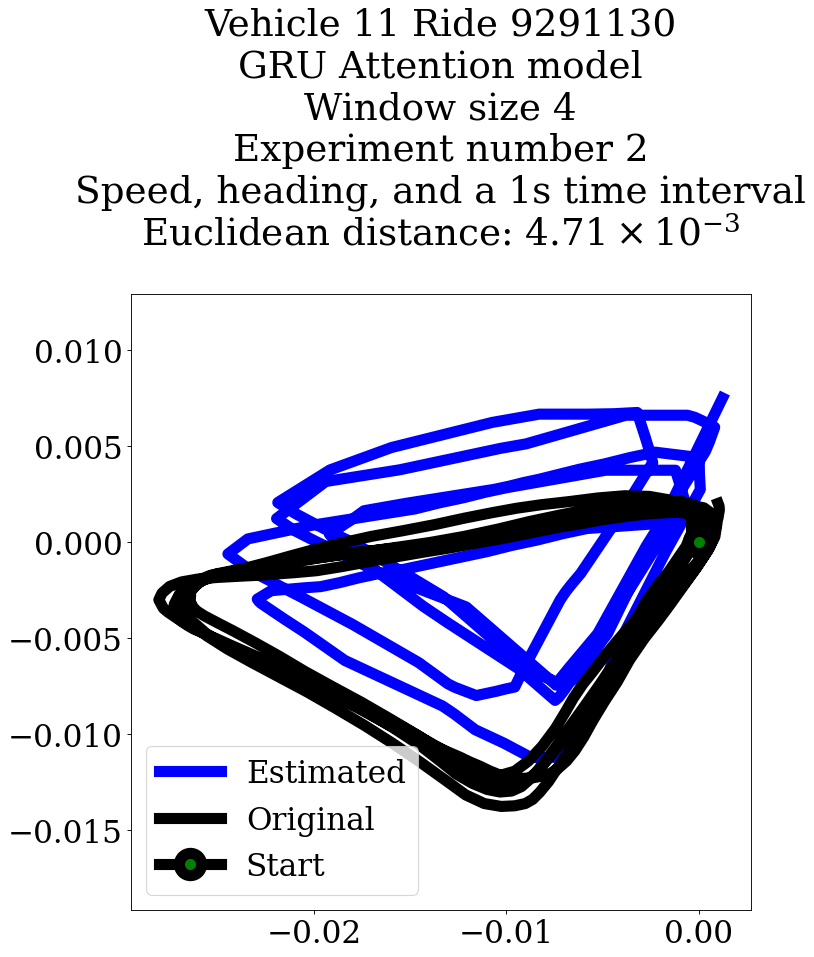 Vehicle 11 Ride 9291130
GRU Attention model
Window size 4
Experiment number 2
Speed, heading, and a 1s time interval
Euclidean distance: 4.71 × 10⁻³
0.010
0.005
0.000
−0.005
−0.010
−0.015
Estimated
Original
Start
−0.02
−0.01
0.00